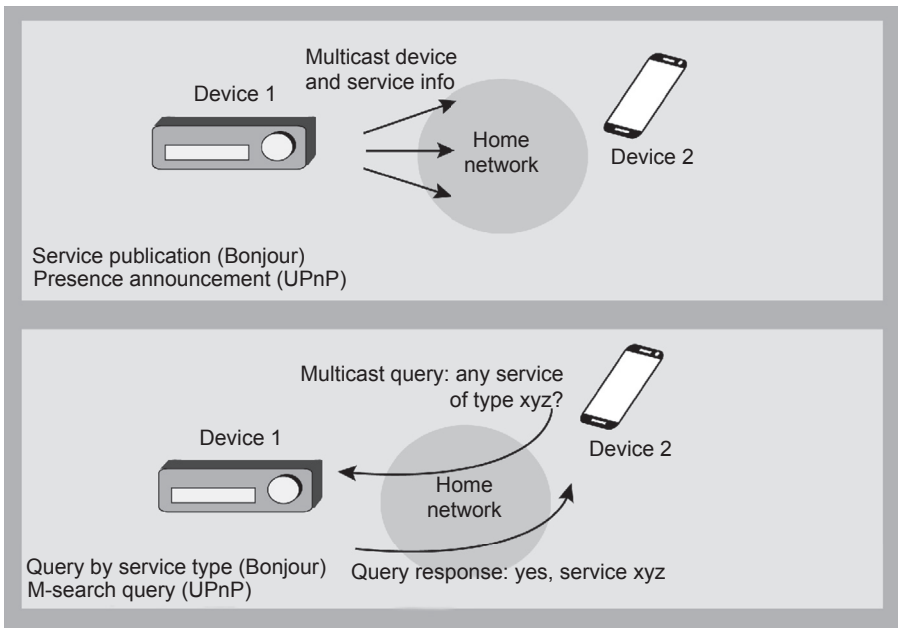 Multicast device
and service info
Device 1
Home
network
Device 2
Service publication (Bonjour)
Presence announcement (UPnP)
Multicast query: any service
of type xyz?
Device 1
Device 2
Home
network
Query by service type (Bonjour)
M-search query (UPnP)
Query response: yes, service xyz